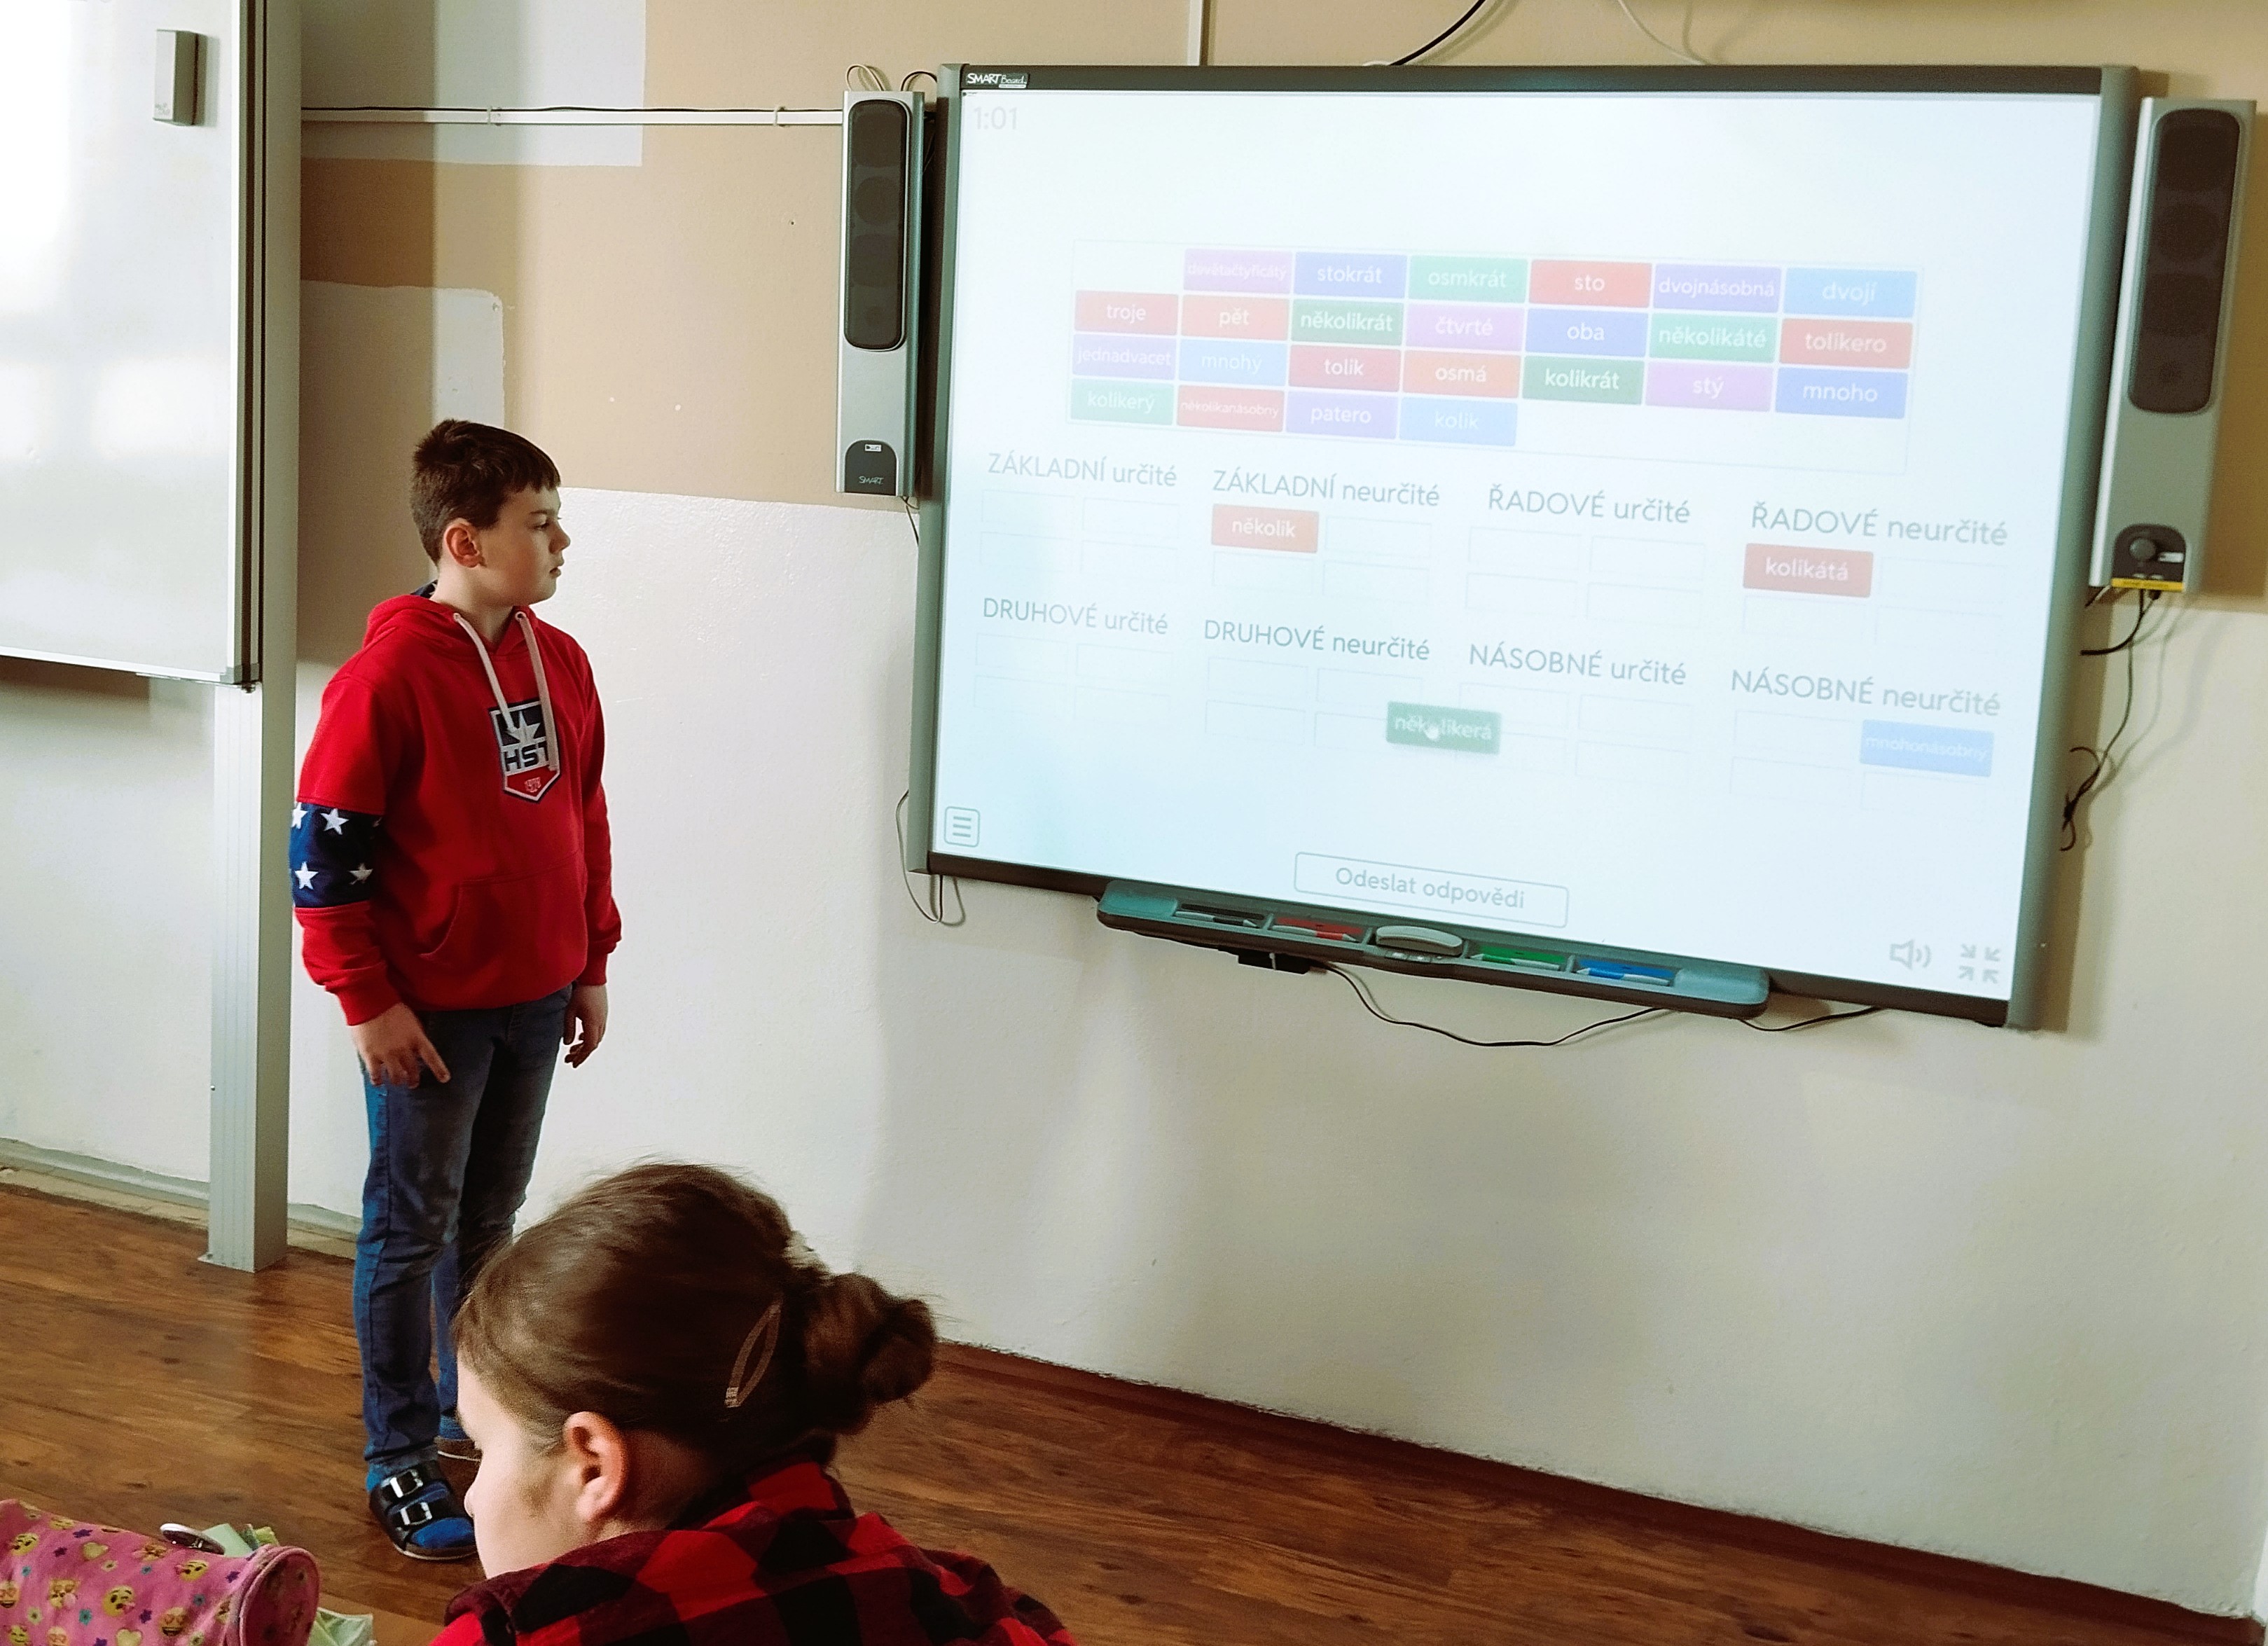 SMART Board
1:01
stokrát osmkrát sto dvojnásobná dvojí
troje pět několikrát čtvrté oba několikáté tolikero
jednadvacet mnohý tolik osmá kolikrát stý mnoho
kolikerý několikanásobný patero kolik
ZÁKLADNÍ určité ZÁKLADNÍ neurčité ŘADOVÉ určité ŘADOVÉ neurčité
několik kolikátá
DRUHOVÉ určité DRUHOVÉ neurčité NÁSOBNÉ určité NÁSOBNÉ neurčité
několikerá mnohonásobný
Odeslat odpovědi
SMART
HST
1928